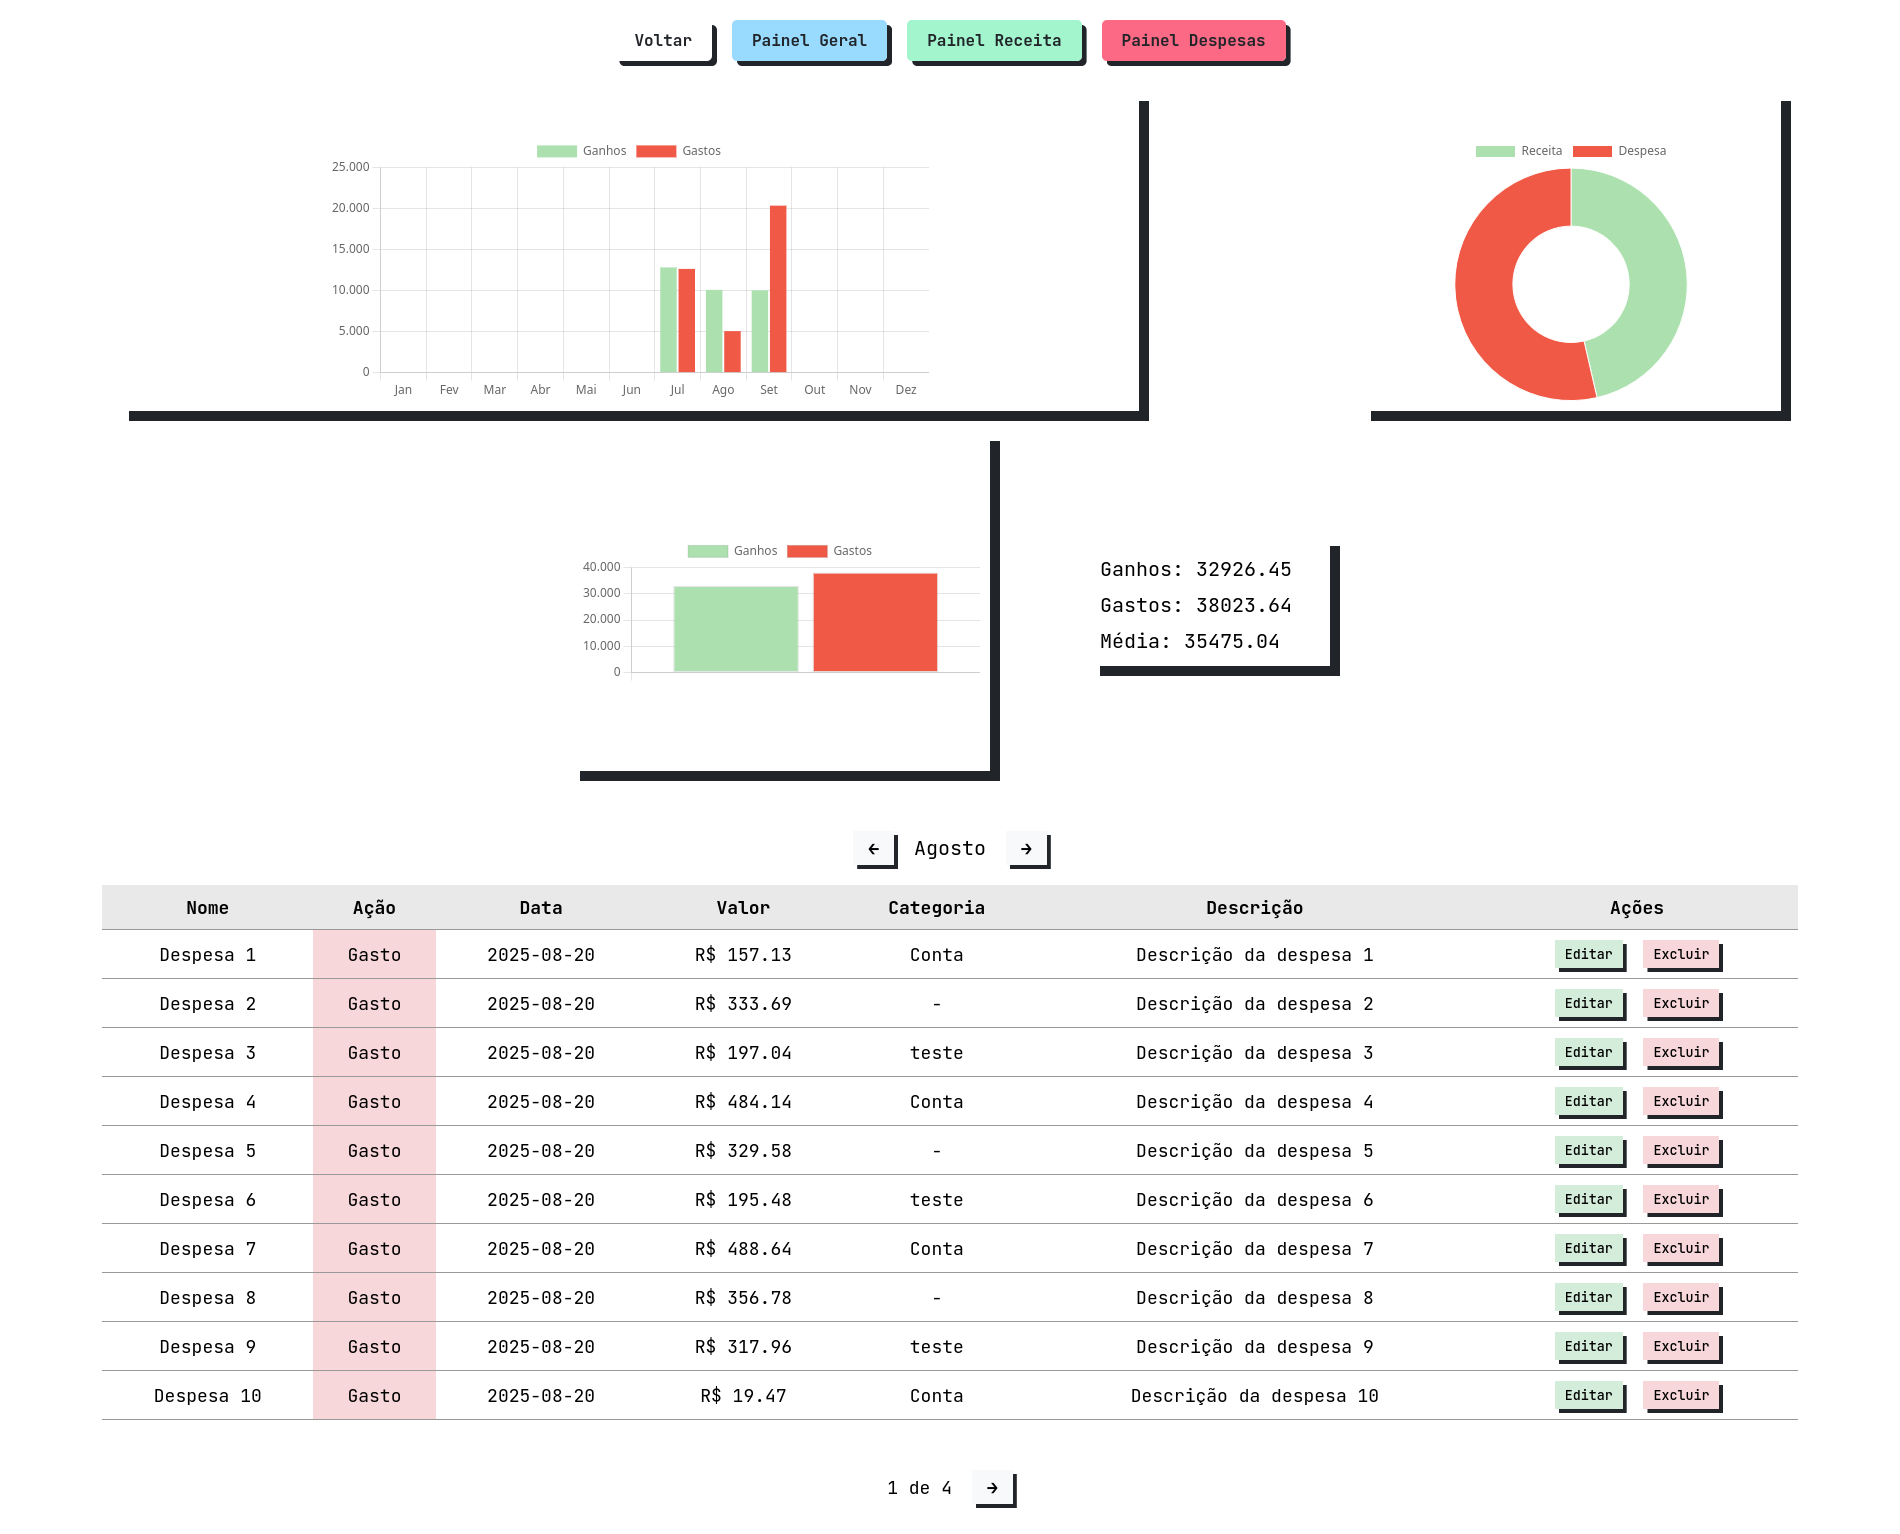 Voltar Painel Geral Painel Receita Painel Despesas
Ganhos Gastos
25.000
20.000
15.000
10.000
5.000
0
Jan Fev Mar Abr Mai Jun Jul Ago Set Out Nov Dez
Receita Despesa
Ganhos Gastos
40.000
30.000
20.000
10.000
0
Ganhos: 32926.45
Gastos: 38023.64
Média: 35475.04
← Agosto →
Nome Ação Data Valor Categoria Descrição Ações
Despesa 1 Gasto 2025-08-20 R$ 157.13 Conta Descrição da despesa 1 Editar Excluir
Despesa 2 Gasto 2025-08-20 R$ 333.69 - Descrição da despesa 2 Editar Excluir
Despesa 3 Gasto 2025-08-20 R$ 197.04 teste Descrição da despesa 3 Editar Excluir
Despesa 4 Gasto 2025-08-20 R$ 484.14 Conta Descrição da despesa 4 Editar Excluir
Despesa 5 Gasto 2025-08-20 R$ 329.58 - Descrição da despesa 5 Editar Excluir
Despesa 6 Gasto 2025-08-20 R$ 195.48 teste Descrição da despesa 6 Editar Excluir
Despesa 7 Gasto 2025-08-20 R$ 488.64 Conta Descrição da despesa 7 Editar Excluir
Despesa 8 Gasto 2025-08-20 R$ 356.78 - Descrição da despesa 8 Editar Excluir
Despesa 9 Gasto 2025-08-20 R$ 317.96 teste Descrição da despesa 9 Editar Excluir
Despesa 10 Gasto 2025-08-20 R$ 19.47 Conta Descrição da despesa 10 Editar Excluir
1 de 4 →